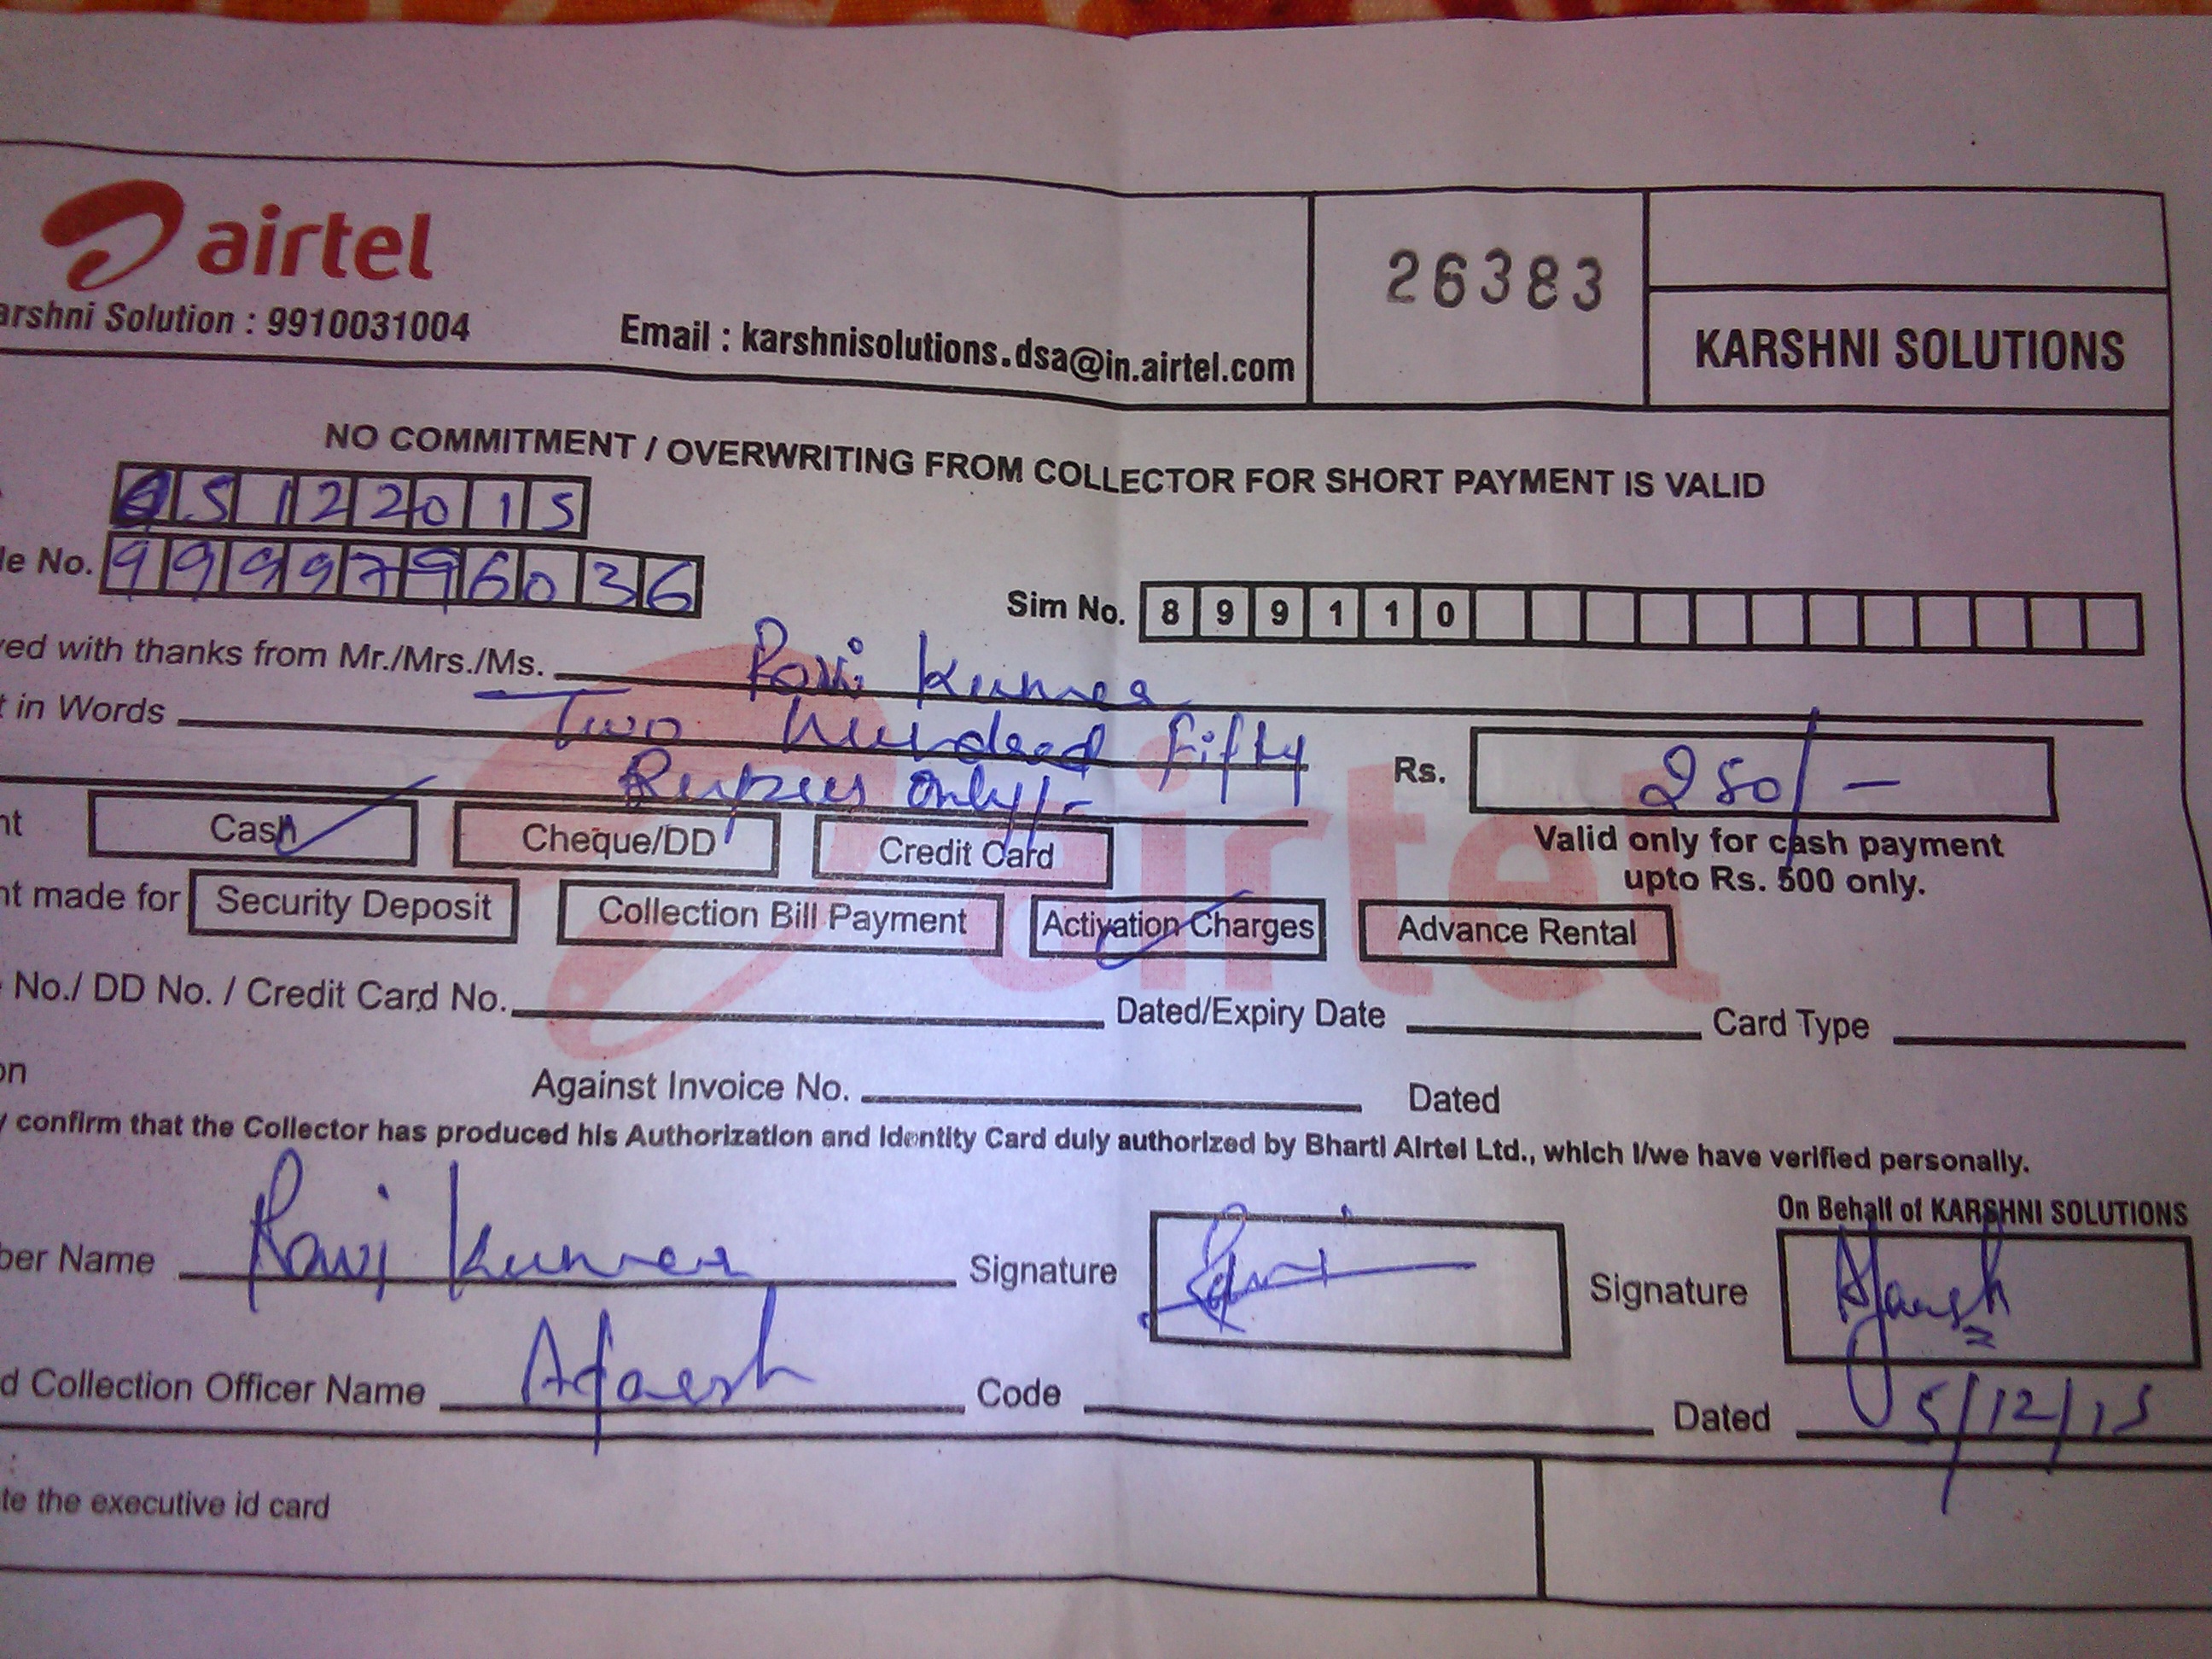 airtel
26383
arshni Solution : 9910031004
Email : karshnisolutions.dsa@in.airtel.com
KARSHNI SOLUTIONS
NO COMMITMENT / OVERWRITING FROM COLLECTOR FOR SHORT PAYMENT IS VALID
05122015
le No. 9999796036
Sim No. 899110
ved with thanks from Mr./Mrs./Ms. Ravi Kumar
t in Words Two Hundred Fifty
Rupees only/-
Rs. 250/-
nt Cash Cheque/DD Credit Card
Valid only for cash payment
upto Rs. 500 only.
nt made for Security Deposit Collection Bill Payment Activation Charges Advance Rental
airtel
No./ DD No. / Credit Card No. Dated/Expiry Date Card Type
on Against Invoice No. Dated
y confirm that the Collector has produced his Authorization and Identity Card duly authorized by Bharti Airtel Ltd., which I/we have verified personally.
On Behalf of KARSHNI SOLUTIONS
ber Name Ravi Kumar Signature Signature
d Collection Officer Name Code Dated 5/12/15
te the executive id card